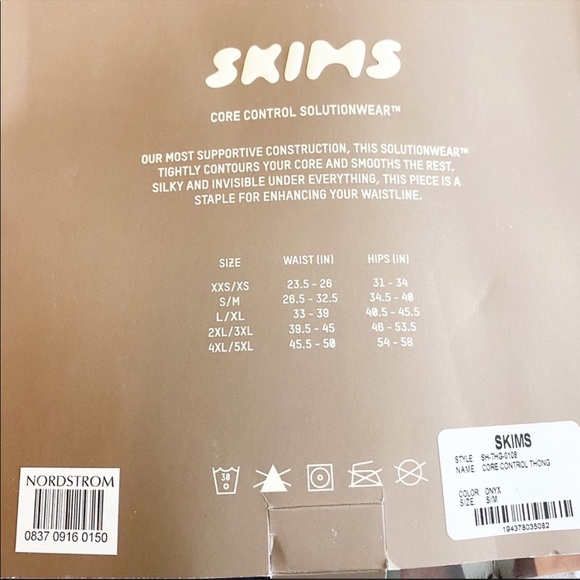 SKIMS
CORE CONTROL SOLUTIONWEAR™
OUR MOST SUPPORTIVE CONSTRUCTION, THIS SOLUTIONWEAR™
TIGHTLY CONTOURS YOUR CORE AND SMOOTHS THE REST.
SILKY AND INVISIBLE UNDER EVERYTHING, THIS PIECE IS A
STAPLE FOR ENHANCING YOUR WAISTLINE.
SIZE WAIST (IN) HIPS (IN)
XXS/XS 23.5 - 26 31 - 34
S/M 26.5 - 32.5 34.5 - 40
L/XL 33 - 39 40.5 - 45.5
2XL/3XL 39.5 - 45 46 - 53.5
4XL/5XL 45.5 - 50 54 - 58
30
NORDSTROM
0837 0916 0150
SKIMS
STYLE: SH-THG-0108
NAME: CORE CONTROL THONG
COLOR ONYX
SIZE S/M
194378035082